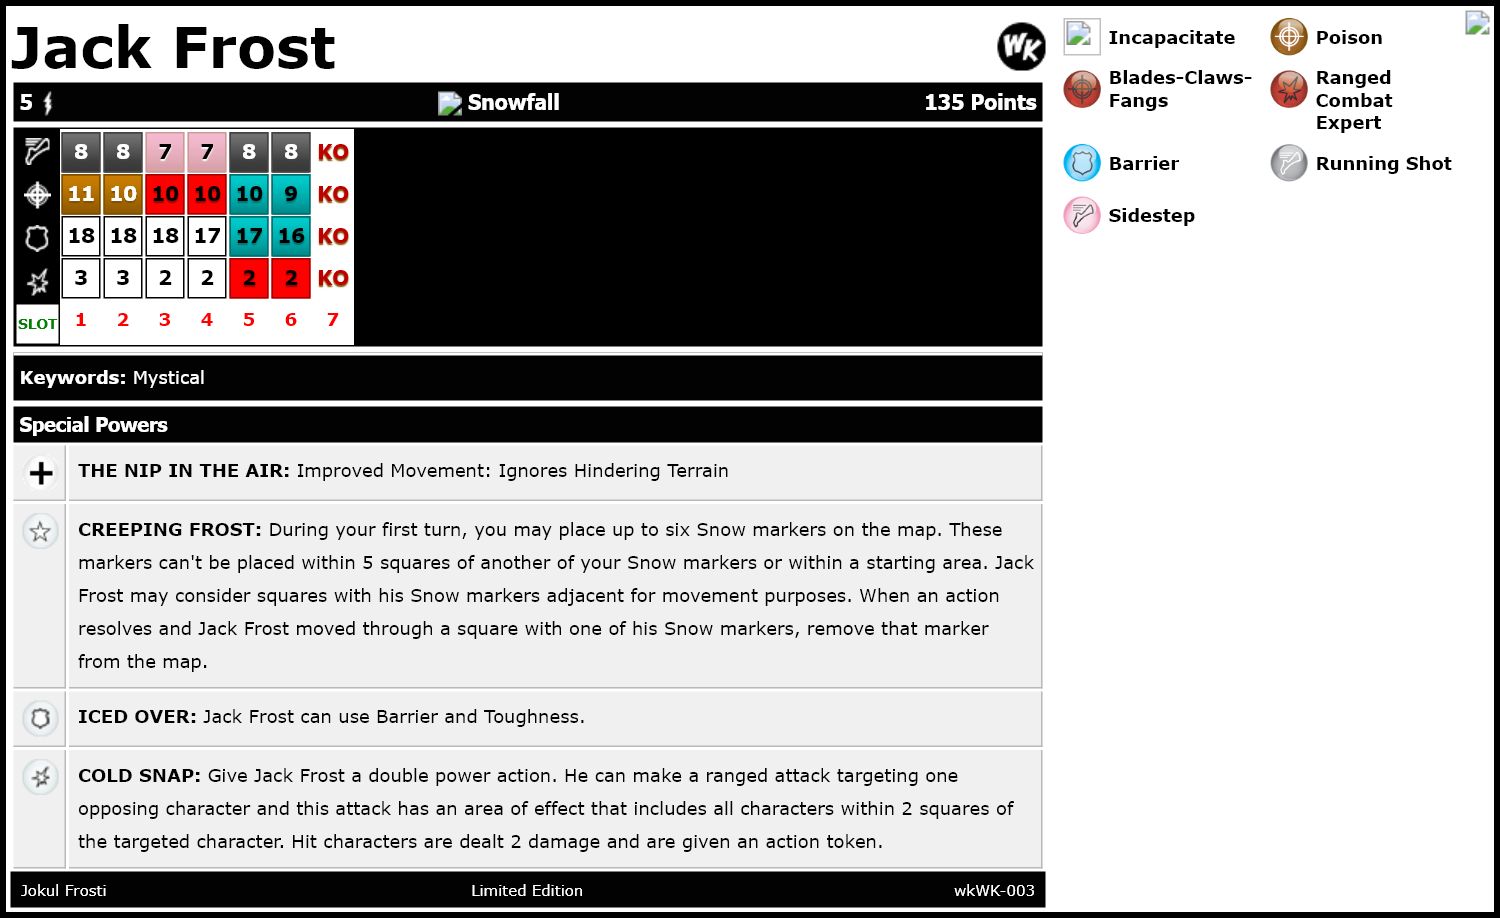 Jack Frost
WK
5 Snowfall 135 Points
8 8 7 7 8 8 KO
11 10 10 10 10 9 KO
18 18 18 17 17 16 KO
3 3 2 2 2 2 KO
SLOT 1 2 3 4 5 6 7
Keywords: Mystical
Special Powers
THE NIP IN THE AIR: Improved Movement: Ignores Hindering Terrain
CREEPING FROST: During your first turn, you may place up to six Snow markers on the map. These
markers can't be placed within 5 squares of another of your Snow markers or within a starting area. Jack
Frost may consider squares with his Snow markers adjacent for movement purposes. When an action
resolves and Jack Frost moved through a square with one of his Snow markers, remove that marker
from the map.
ICED OVER: Jack Frost can use Barrier and Toughness.
COLD SNAP: Give Jack Frost a double power action. He can make a ranged attack targeting one
opposing character and this attack has an area of effect that includes all characters within 2 squares of
the targeted character. Hit characters are dealt 2 damage and are given an action token.
Jokul Frosti Limited Edition wkWK-003
Incapacitate
Poison
Blades-Claws-
Fangs
Ranged
Combat
Expert
Barrier
Running Shot
Sidestep